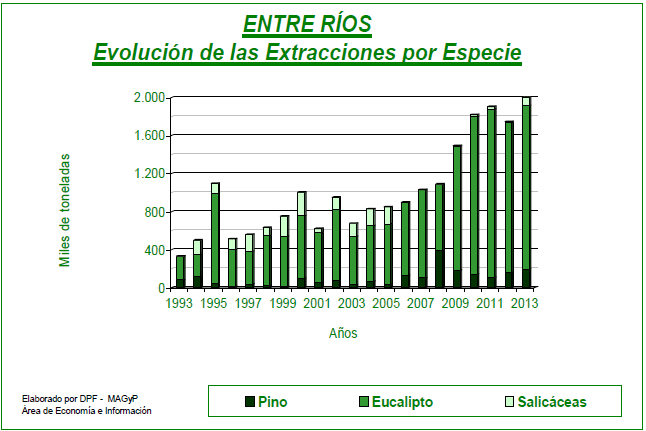 ENTRE RÍOS
Evolución de las Extracciones por Especie
Miles de toneladas
2.000
1.600
1.200
800
400
0
1993 1995 1997 1999 2001 2003 2005 2007 2009 2011 2013
Años
Elaborado por DPF - MAGyP
Área de Economía e Información
Pino Eucalipto Salicáceas